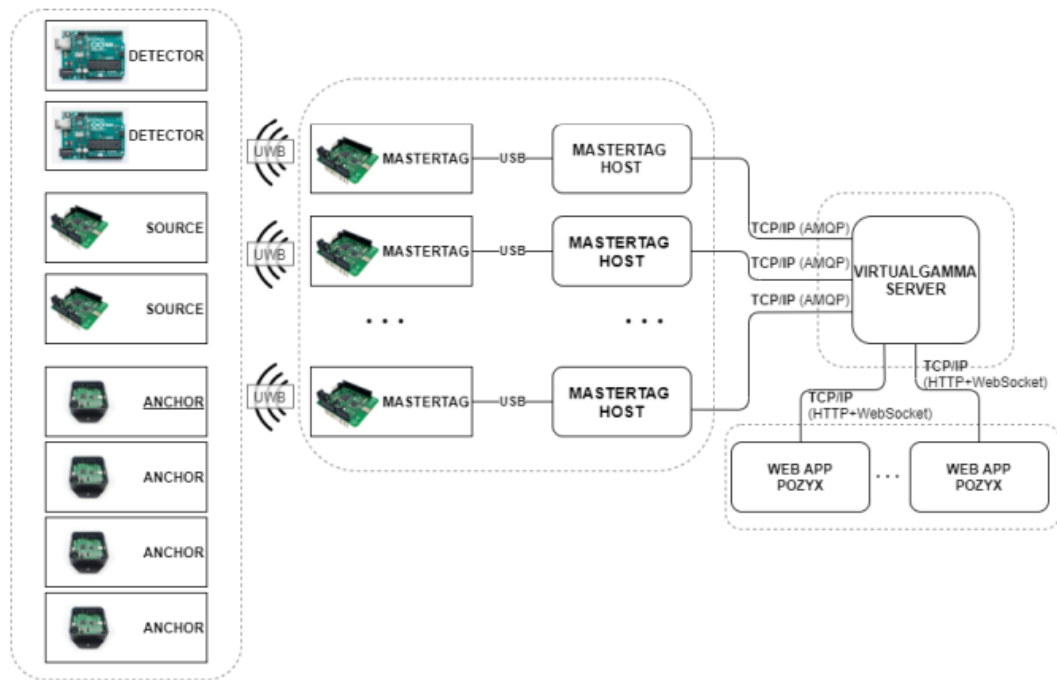 DETECTOR
DETECTOR
SOURCE
SOURCE
ANCHOR
ANCHOR
ANCHOR
ANCHOR
UWB
MASTERTAG
USB
MASTERTAG
HOST
UWB
MASTERTAG
USB
MASTERTAG
HOST
...
...
UWB
MASTERTAG
USB
MASTERTAG
HOST
TCP/IP (AMQP)
TCP/IP (AMQP)
TCP/IP (AMQP)
VIRTUALGAMMA
SERVER
TCP/IP
(HTTP+WebSocket)
TCP/IP
(HTTP+WebSocket)
WEB APP
POZYX
...
WEB APP
POZYX